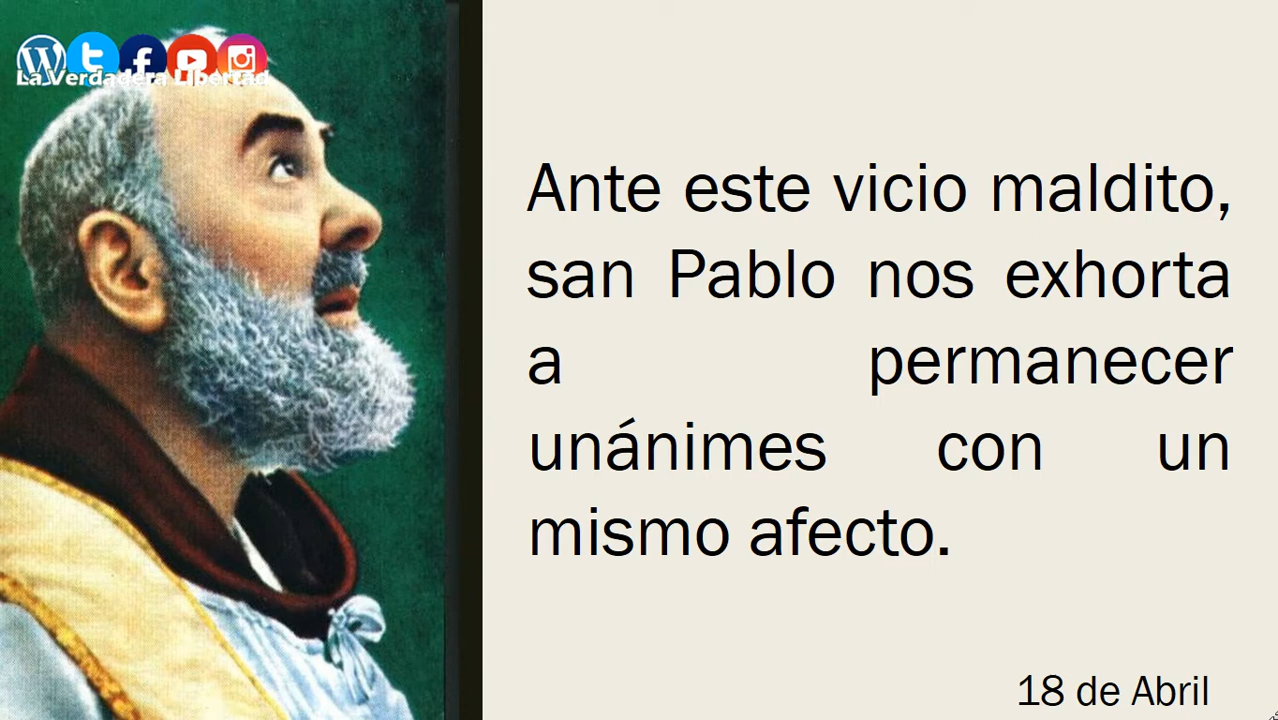 La Verdadera Libertad
Ante este vicio maldito,
san Pablo nos exhorta
a permanecer
unánimes con un
mismo afecto.
18 de Abril